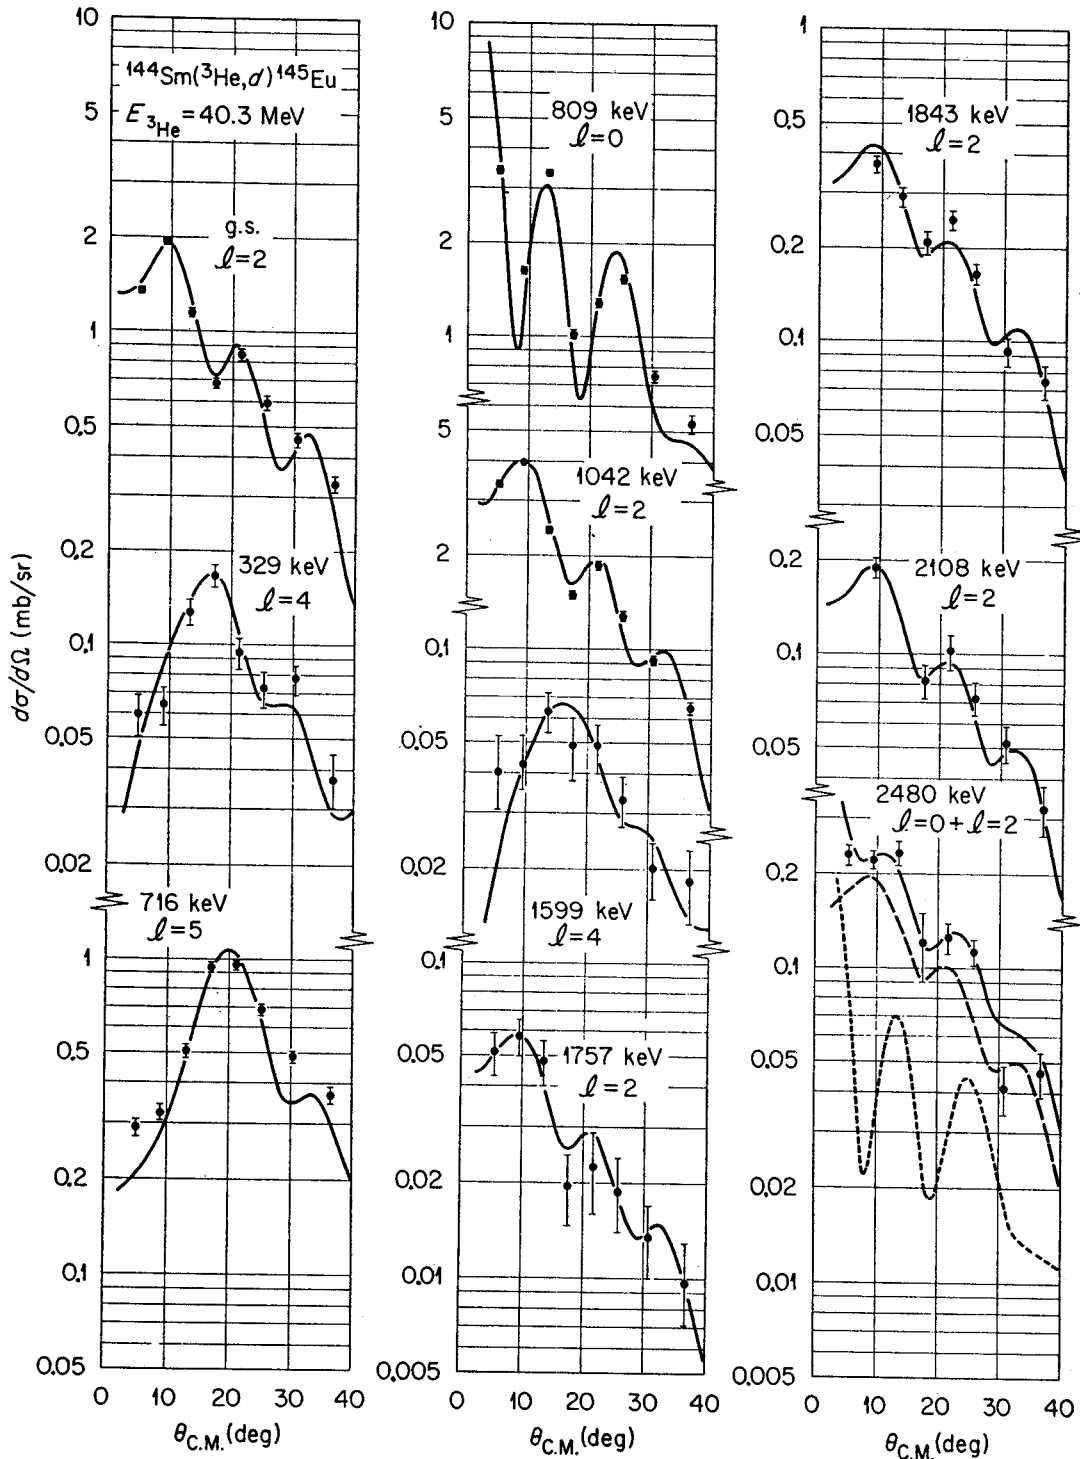 10
5
2
1
0.5
0.2
0.1
0.05
0.02
1
0.5
0.2
0.1
0.05
¹⁴⁴Sm(³He,d)¹⁴⁵Eu
E ³He = 40.3 MeV
g.s.
ℓ=2
329 keV
ℓ=4
716 keV
ℓ=5
dσ/dΩ (mb/sr)
0 10 20 30 40
θC.M. (deg)
10
5
2
1
5
2
0.1
0.05
0.02
0.1
0.05
0.02
0.01
0.005
809 keV
ℓ=0
1042 keV
ℓ=2
1599 keV
ℓ=4
1757 keV
ℓ=2
0 10 20 30 40
θC.M. (deg)
1
0.5
0.2
0.1
0.05
0.2
0.1
0.05
0.2
0.1
0.05
0.02
0.01
0.005
1843 keV
ℓ=2
2108 keV
ℓ=2
2480 keV
ℓ=0+ℓ=2
0 10 20 30 40
θC.M. (deg)